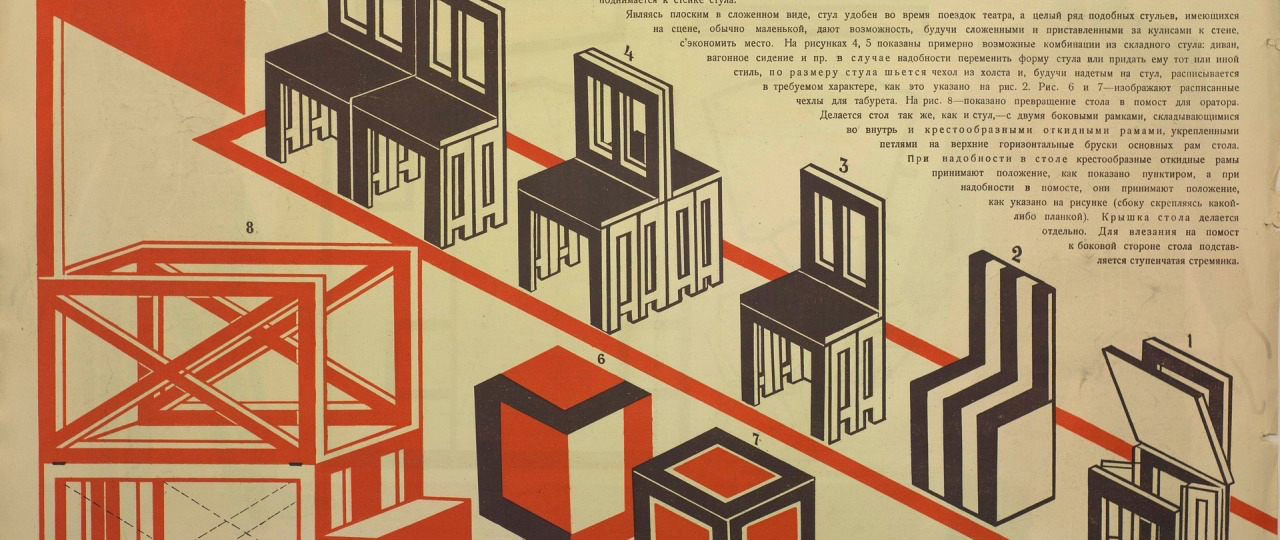 поднимается к стенке стула.
Являясь плоским в сложенном виде, стул удобен во время поездок театра, а целый ряд подобных стульев, имеющихся
на сцене, обычно маленькой, дают возможность, будучи сложенными и приставленными за кулисами к стене,
с'экономить место. На рисунках 4, 5 показаны примерно возможные комбинации из складного стула: диван,
вагонное сидение и пр. в случае надобности переменить форму стула или придать ему тот или иной
стиль, по размеру стула шьется чехол из холста и, будучи надетым на стул, расписывается
в требуемом характере, как это указано на рис. 2. Рис. 6 и 7—изображают расписанные
чехлы для табурета. На рис. 8—показано превращение стола в помост для оратора.
Делается стол так же, как и стул,—с двумя боковыми рамками, складывающимися
во внутрь и крестообразными откидными рамами, укрепленными
петлями на верхние горизонтальные бруски основных рам стола.
При надобности в столе крестообразные откидные рамы
принимают положение, как показано пунктиром, а при
надобности в помосте, они принимают положение,
как указано на рисунке (сбоку скрепляясь какой-
либо планкой). Крышка стола делается
отдельно. Для влезания на помост
к боковой стороне стола подстав-
ляется ступенчатая стремянка.
4
3
8
2
1
6
7